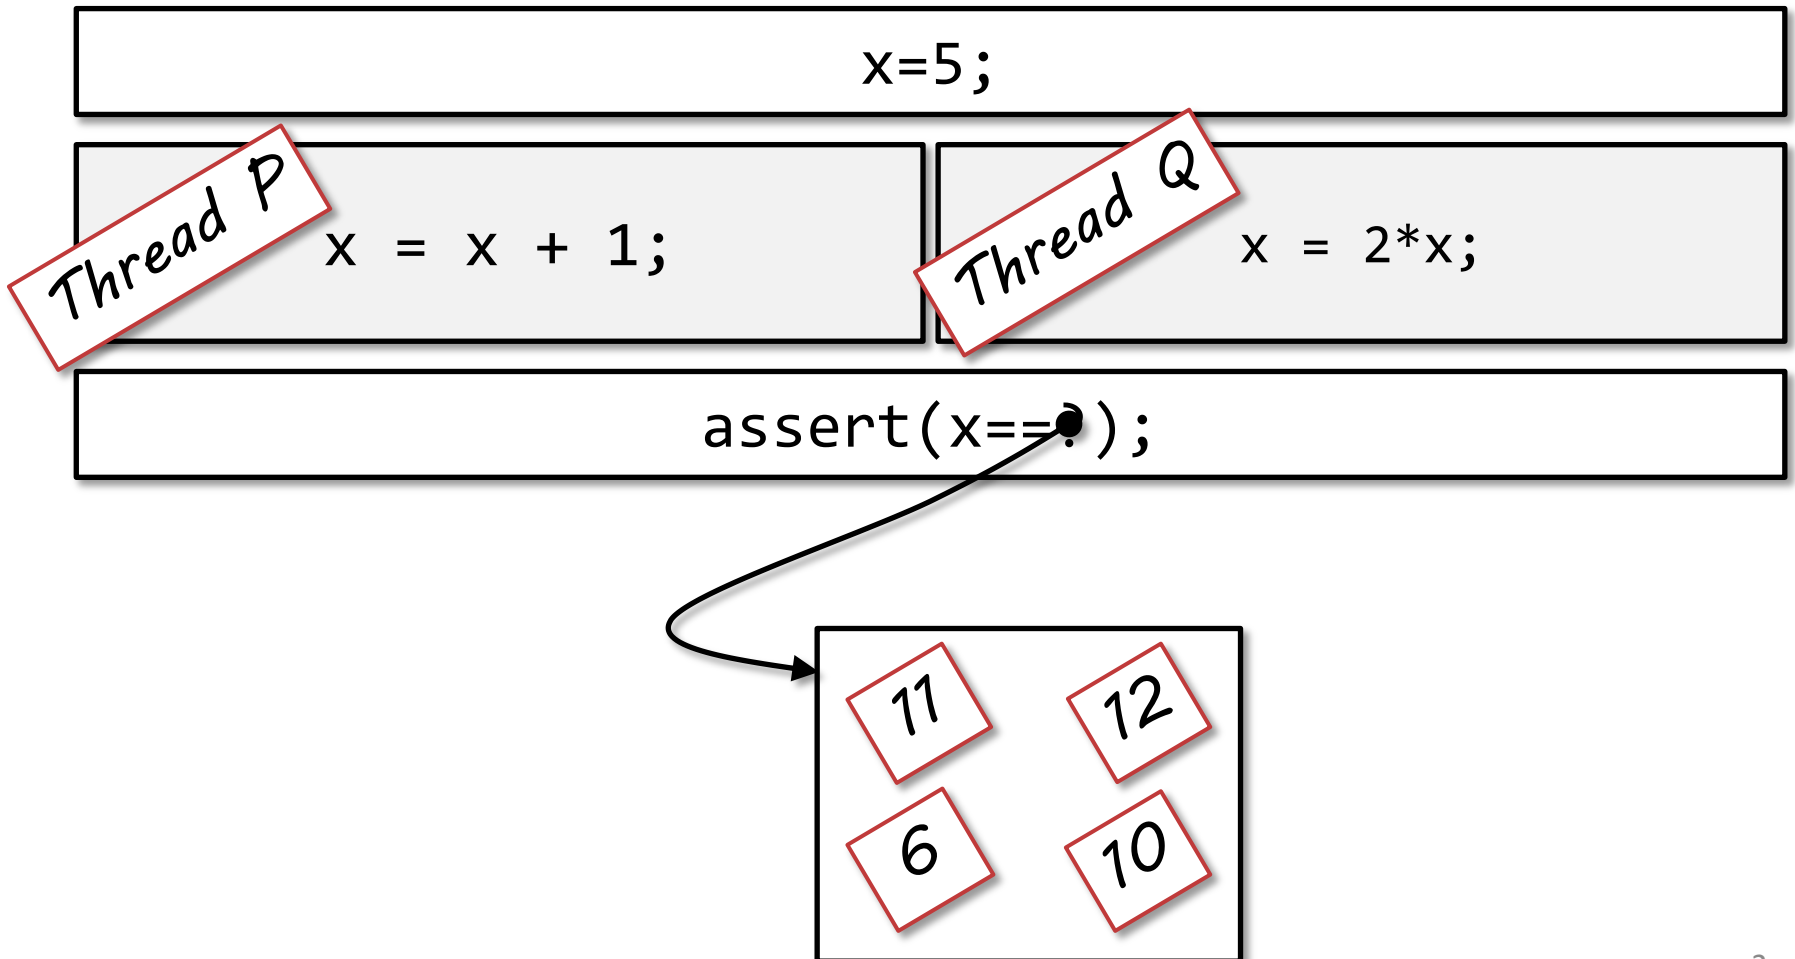 x=5;
Thread P
x = x + 1;
Thread Q
x = 2*x;
assert(x==?);
11
12
6
10